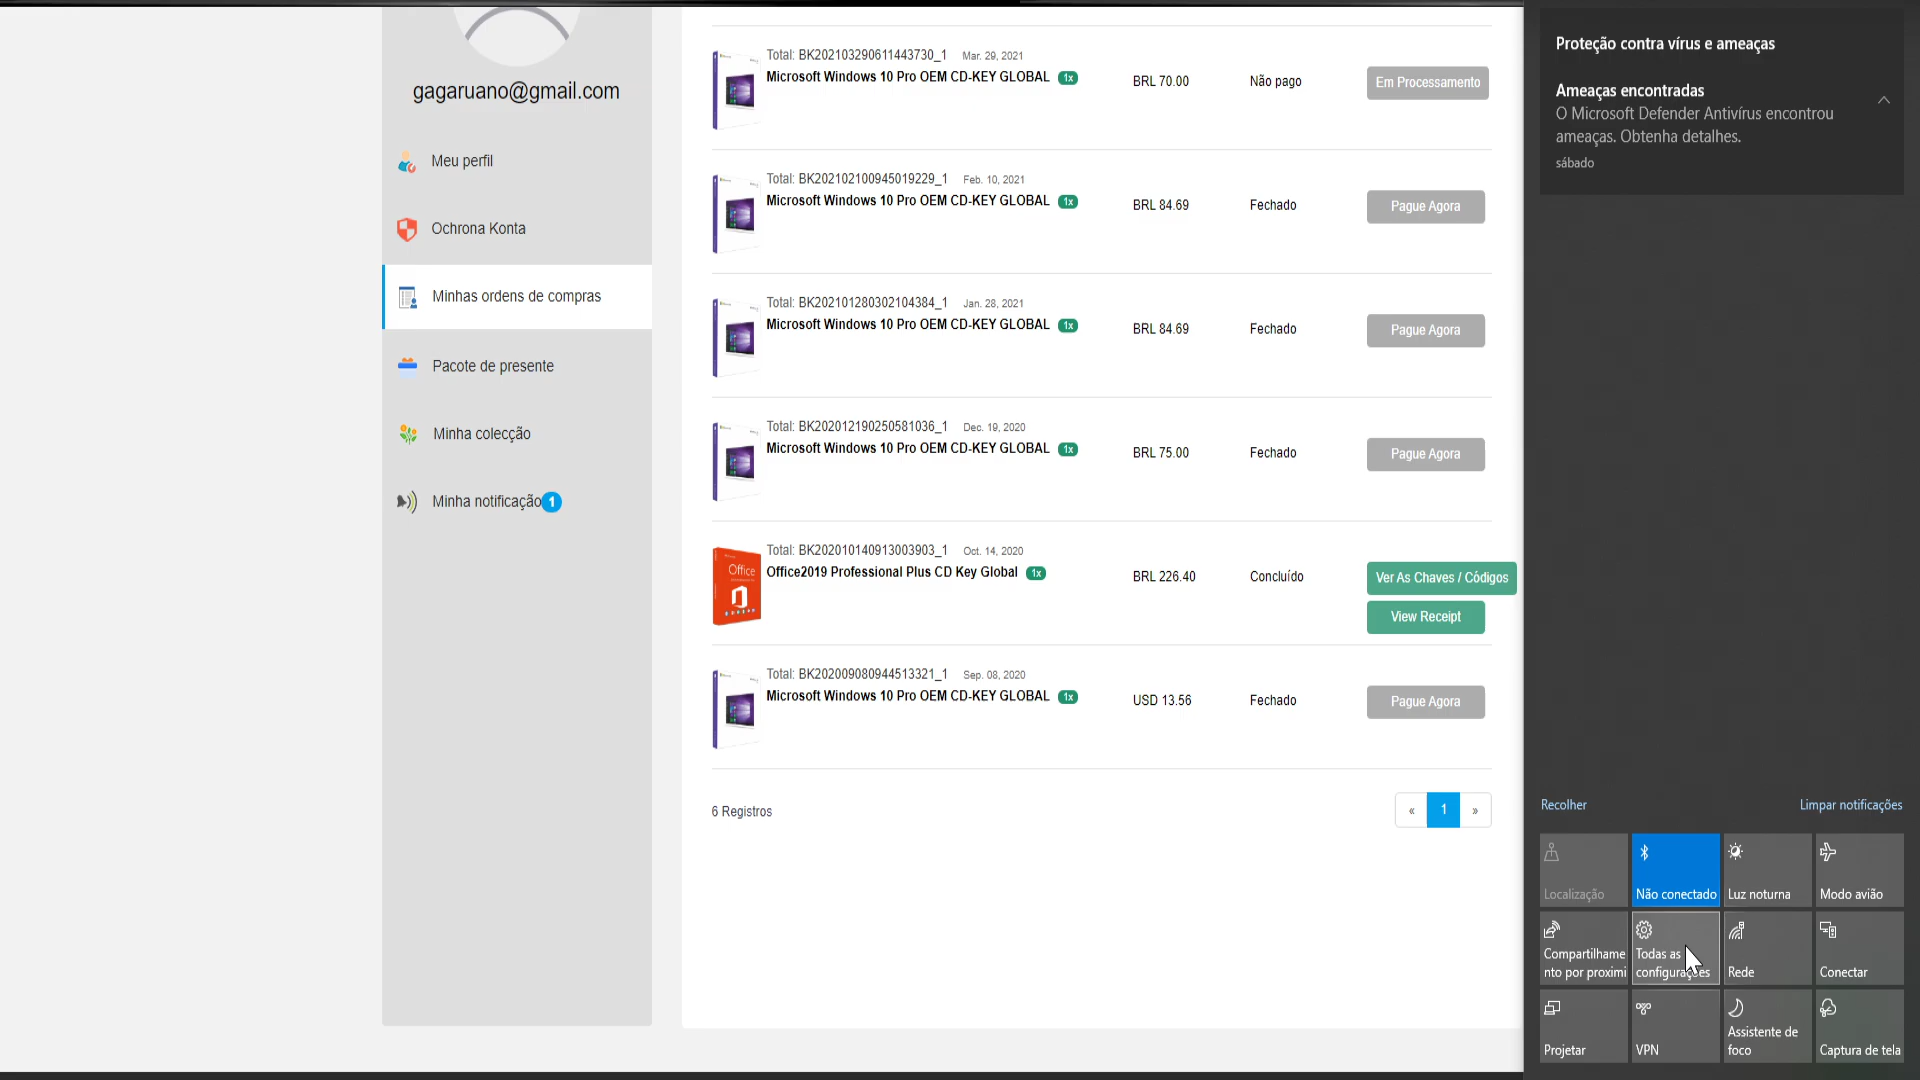 gagaruano@gmail.com
Meu perfil
Ochrona Konta
Minhas ordens de compras
Pacote de presente
Minha colecção
Minha notificação 1
Total: BK202103290611443730_1 Mar. 29, 2021
Microsoft Windows 10 Pro OEM CD-KEY GLOBAL 1x
BRL 70.00
Não pago
Em Processamento
Total: BK202102100945019229_1 Feb. 10, 2021
Microsoft Windows 10 Pro OEM CD-KEY GLOBAL 1x
BRL 84.69
Fechado
Pague Agora
Total: BK202101280302104384_1 Jan. 28, 2021
Microsoft Windows 10 Pro OEM CD-KEY GLOBAL 1x
BRL 84.69
Fechado
Pague Agora
Total: BK202012190250581036_1 Dec. 19, 2020
Microsoft Windows 10 Pro OEM CD-KEY GLOBAL 1x
BRL 75.00
Fechado
Pague Agora
Office
Total: BK202010140913003903_1 Oct. 14, 2020
Office2019 Professional Plus CD Key Global 1x
BRL 226.40
Concluído
Ver As Chaves / Códigos
View Receipt
Total: BK202009080944513321_1 Sep. 08, 2020
Microsoft Windows 10 Pro OEM CD-KEY GLOBAL 1x
USD 13.56
Fechado
Pague Agora
6 Registros
« 1 »
Proteção contra vírus e ameaças
Ameaças encontradas
O Microsoft Defender Antivírus encontrou
ameaças. Obtenha detalhes.
sábado
Recolher
Limpar notificações
Localização
Não conectado
Luz noturna
Modo avião
Compartilhame
nto por proximi
Todas as
configurações
Rede
Conectar
Projetar
VPN
Assistente de
foco
Captura de tela